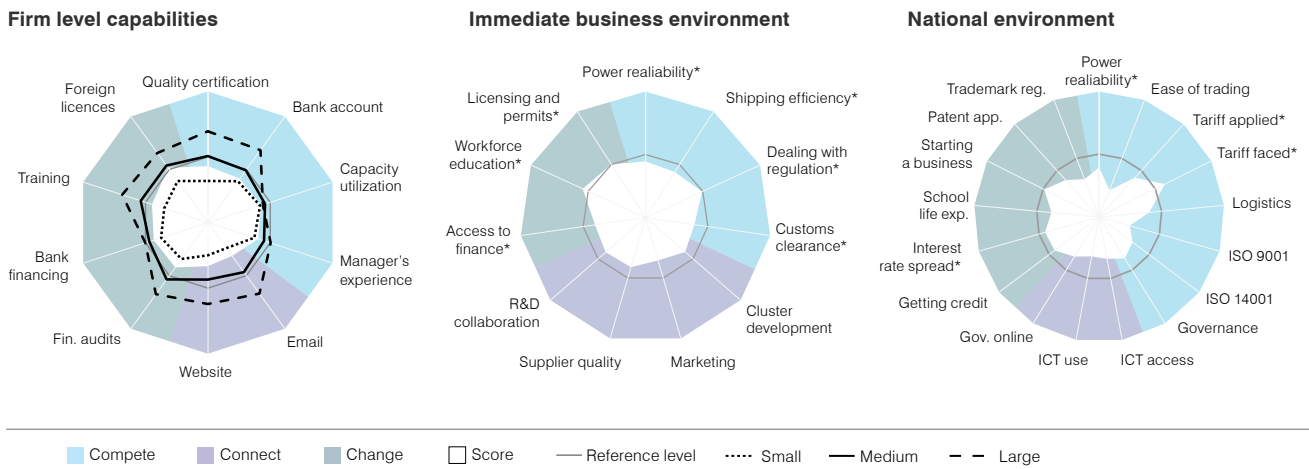 Firm level capabilities
Immediate business environment
National environment
Quality certification
Bank account
Capacity
utilization
Manager's
experience
Email
Website
Fin. audits
Bank
financing
Training
Foreign
licences
Power realiability*
Shipping efficiency*
Dealing with
regulation*
Customs
clearance*
Cluster
development
Marketing
Supplier quality
R&D
collaboration
Access to
finance*
Workforce
education*
Licensing and
permits*
Power
realiability*
Ease of trading
Tariff applied*
Tariff faced*
Logistics
ISO 9001
ISO 14001
Governance
ICT access
ICT use
Gov. online
Getting credit
Interest
rate spread*
School
life exp.
Starting
a business
Patent app.
Trademark reg.
Compete
Connect
Change
Score
Reference level
Small
Medium
Large